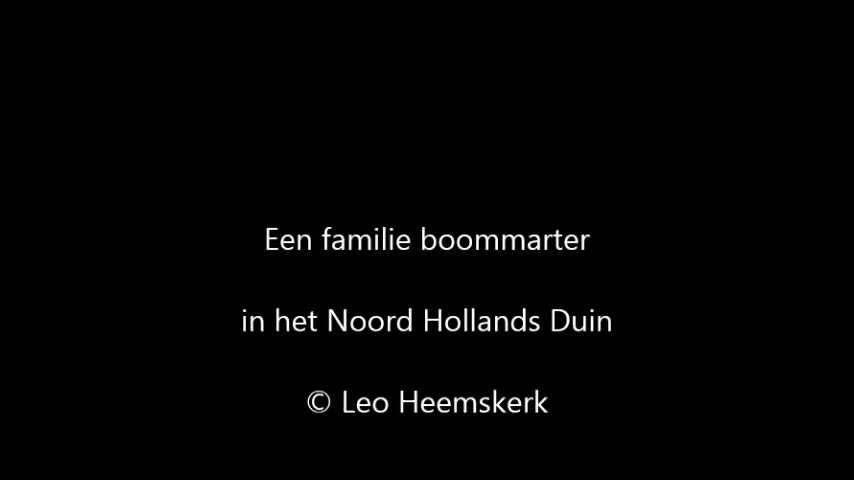 Een familie boommarter
in het Noord Hollands Duin
© Leo Heemskerk